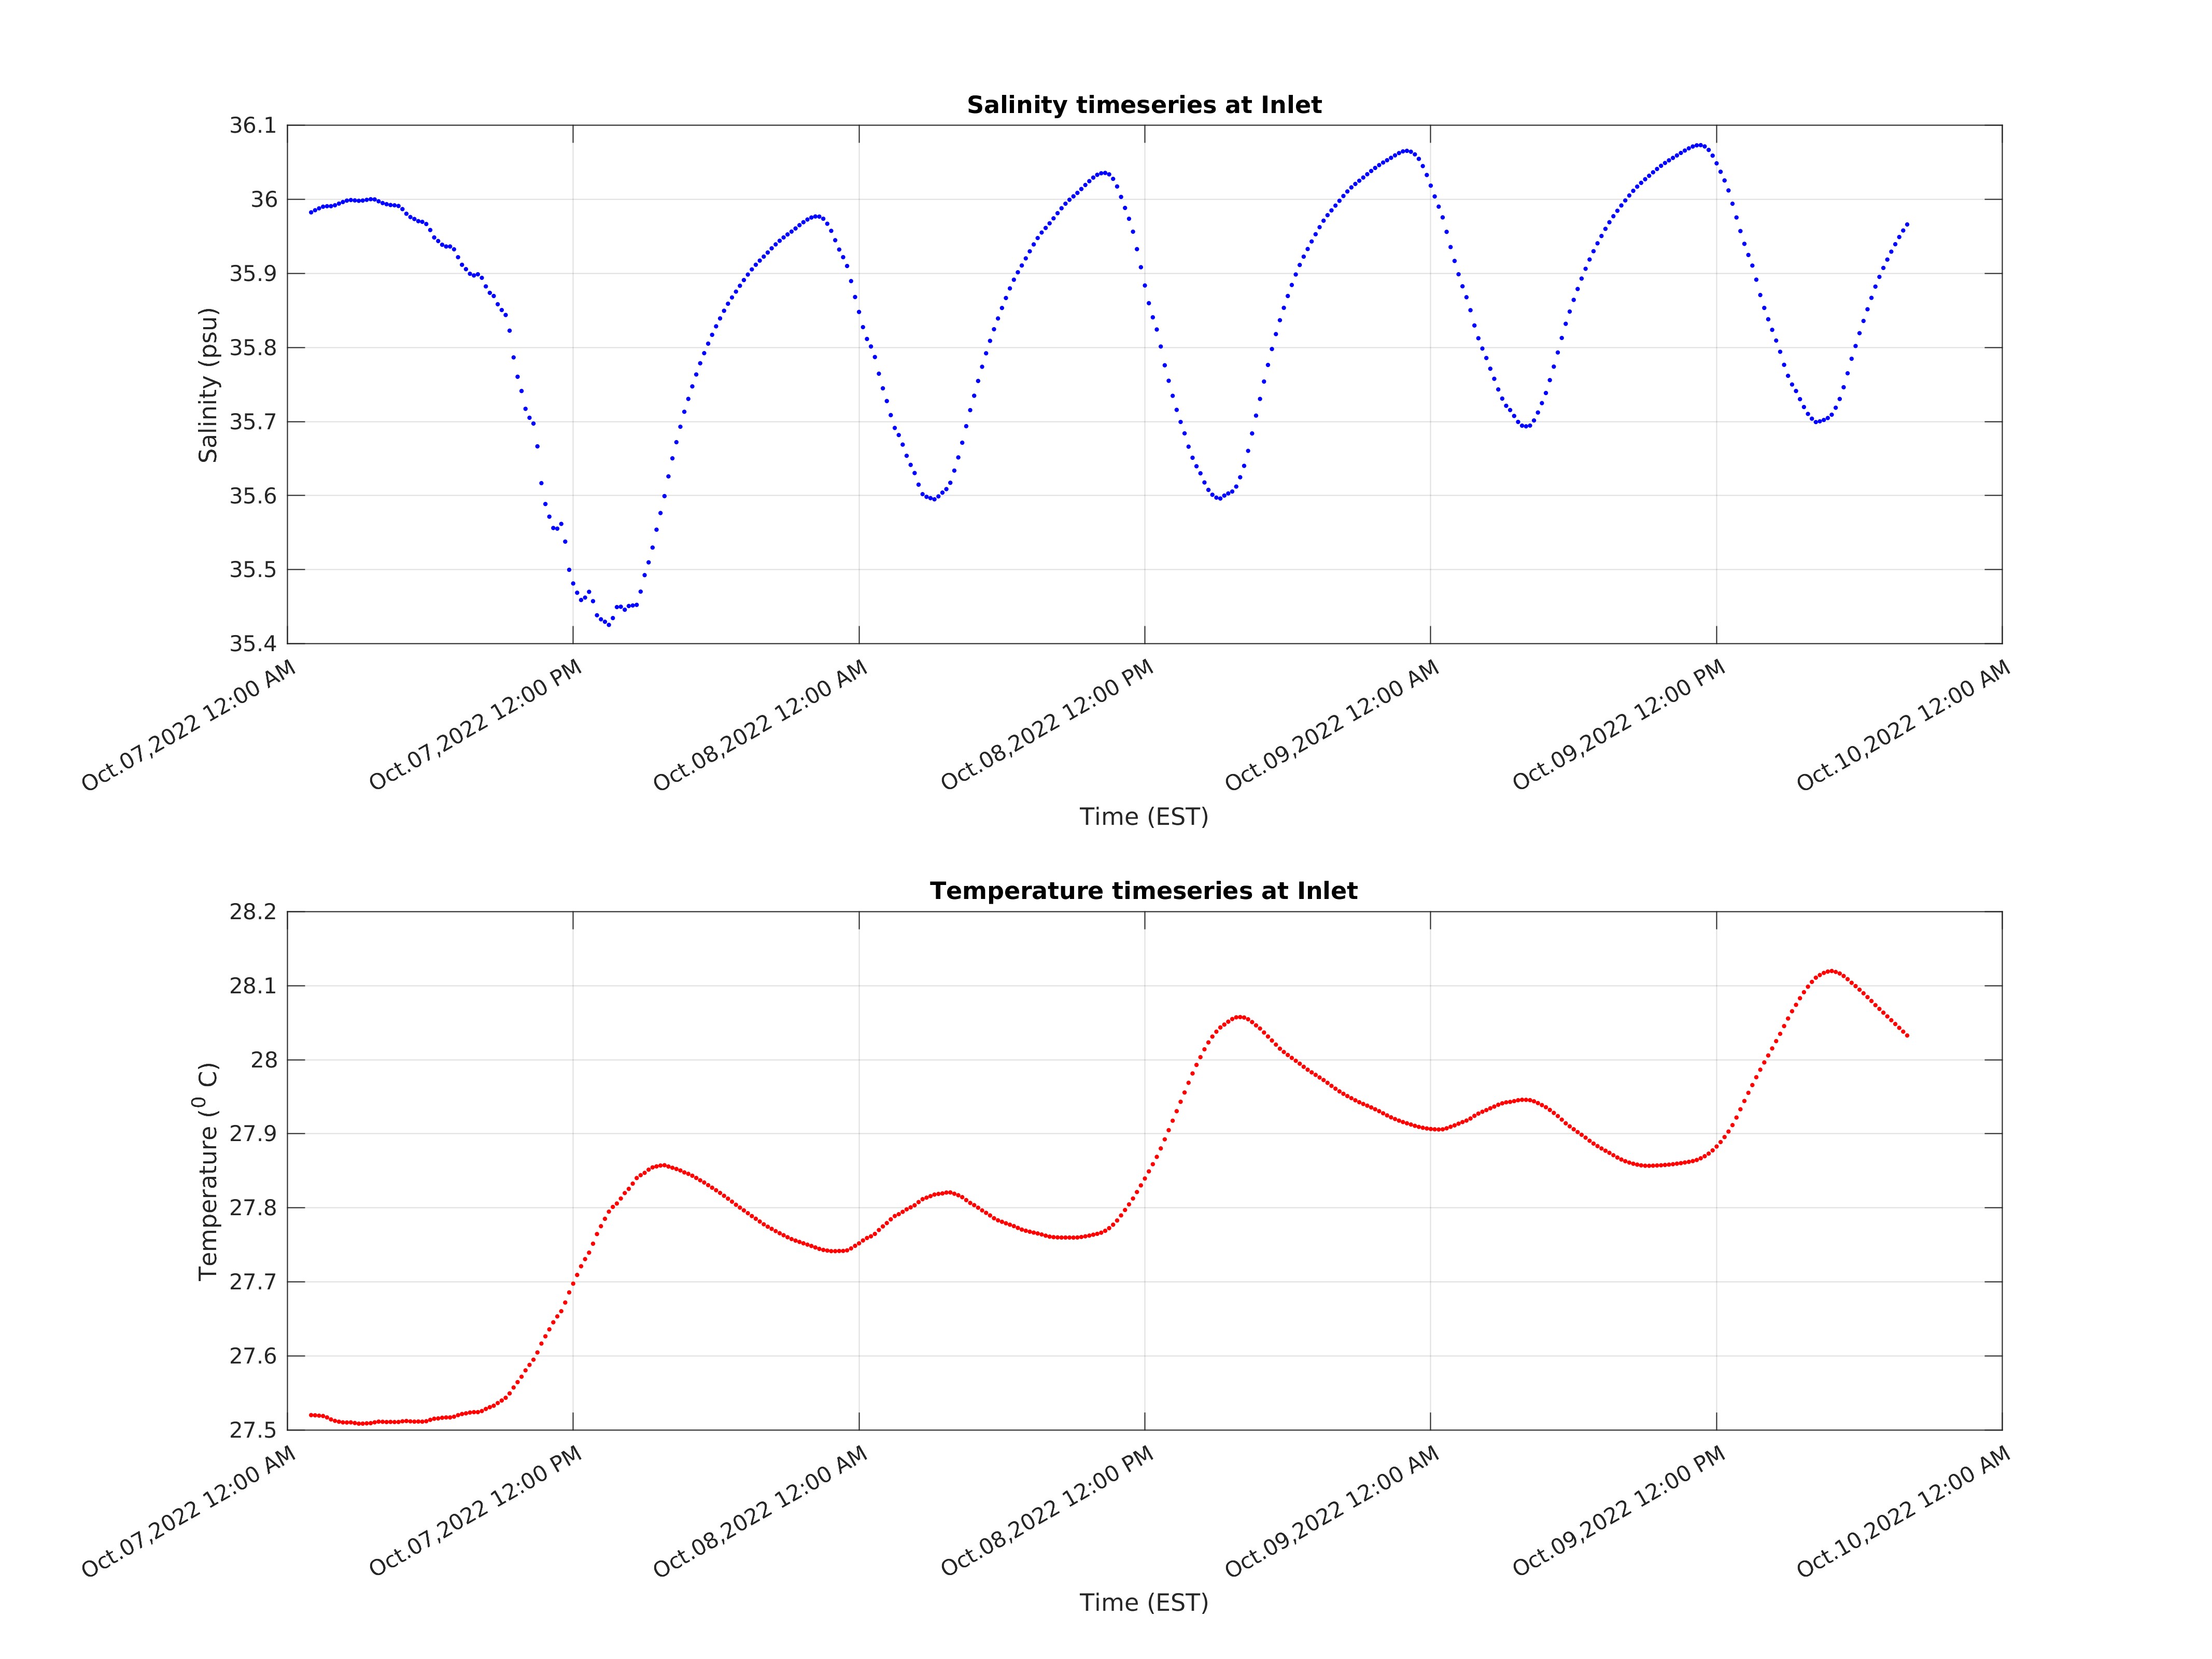 Salinity timeseries at Inlet
36.1
36
35.9
35.8
35.7
35.6
35.5
35.4
Salinity (psu)
Oct.07,2022 12:00 AM
Oct.07,2022 12:00 PM
Oct.08,2022 12:00 AM
Oct.08,2022 12:00 PM
Oct.09,2022 12:00 AM
Oct.09,2022 12:00 PM
Oct.10,2022 12:00 AM
Time (EST)
Temperature timeseries at Inlet
28.2
28.1
28
27.9
27.8
27.7
27.6
27.5
Temperature (⁰ C)
Oct.07,2022 12:00 AM
Oct.07,2022 12:00 PM
Oct.08,2022 12:00 AM
Oct.08,2022 12:00 PM
Oct.09,2022 12:00 AM
Oct.09,2022 12:00 PM
Oct.10,2022 12:00 AM
Time (EST)